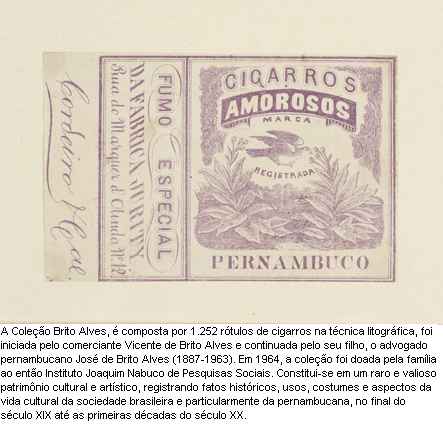 CIGARROS
AMOROSOS
MARCA
REGISTRADA
PERNAMBUCO
FUMO ESPECIAL
DA FABRICA
Rua do Marquez d' Olinda Nº
A Coleção Brito Alves, é composta por 1.252 rótulos de cigarros na técnica litográfica, foi
iniciada pelo comerciante Vicente de Brito Alves e continuada pelo seu filho, o advogado
pernambucano José de Brito Alves (1887-1963). Em 1964, a coleção foi doada pela família
ao então Instituto Joaquim Nabuco de Pesquisas Sociais. Constitui-se em um raro e valioso
patrimônio cultural e artístico, registrando fatos históricos, usos, costumes e aspectos da
vida cultural da sociedade brasileira e particularmente da pernambucana, no final do
século XIX até as primeiras décadas do século XX.